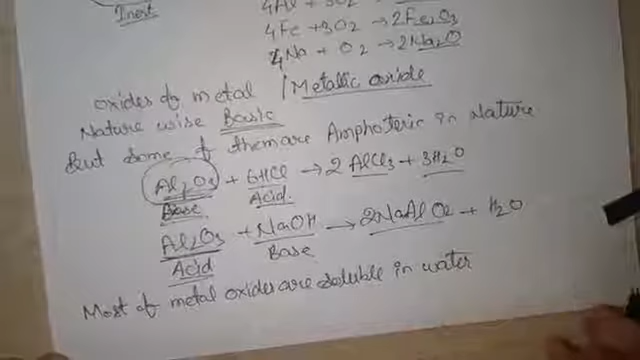 Inert
4Al + 3O2
4Fe + 3O2 → 2Fe2O3
4Na + O2 → 2Na2O
oxides of metal / Metallic oxide
Nature wise Basic
But some of them are Amphoteric in Nature
Al2O3 + 6HCl → 2 AlCl3 + 3H2O
Base Acid.
Al2O3 + NaOH → 2NaAlO2 + H2O
Acid Base
Most of metal oxides are soluble in water